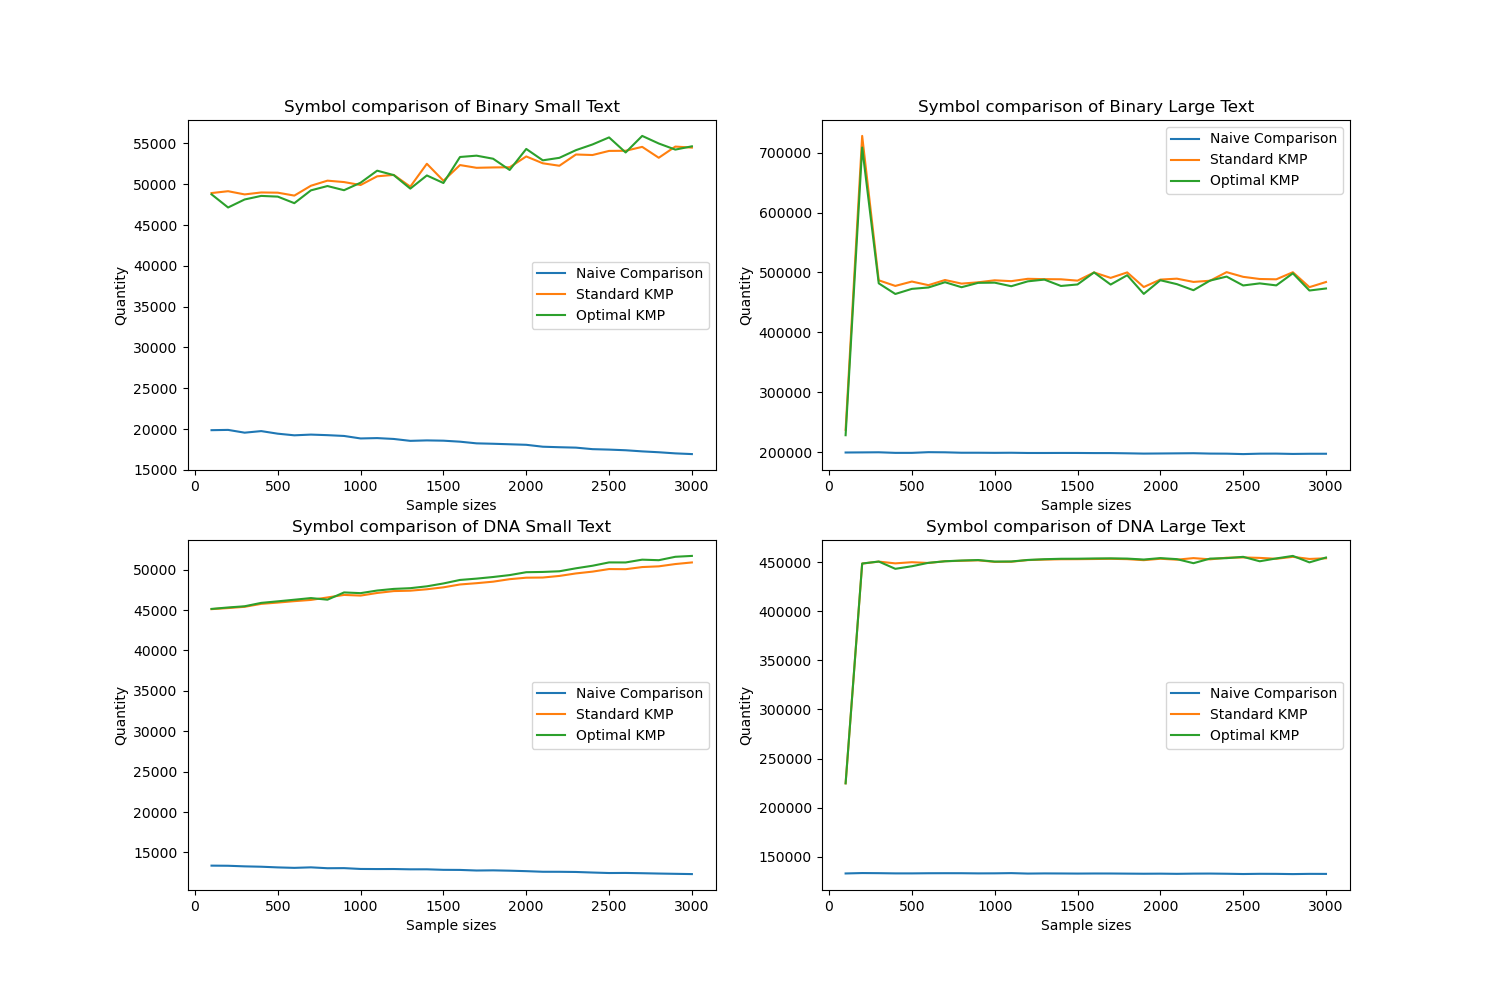 Symbol comparison of Binary Small Text
55000
50000
45000
40000
35000
30000
25000
20000
15000
Quantity
Naive Comparison
Standard KMP
Optimal KMP
0 500 1000 1500 2000 2500 3000
Sample sizes
Symbol comparison of Binary Large Text
700000
600000
500000
400000
300000
200000
Quantity
Naive Comparison
Standard KMP
Optimal KMP
0 500 1000 1500 2000 2500 3000
Sample sizes
Symbol comparison of DNA Small Text
50000
45000
40000
35000
30000
25000
20000
15000
Quantity
Naive Comparison
Standard KMP
Optimal KMP
0 500 1000 1500 2000 2500 3000
Sample sizes
Symbol comparison of DNA Large Text
450000
400000
350000
300000
250000
200000
150000
Quantity
Naive Comparison
Standard KMP
Optimal KMP
0 500 1000 1500 2000 2500 3000
Sample sizes